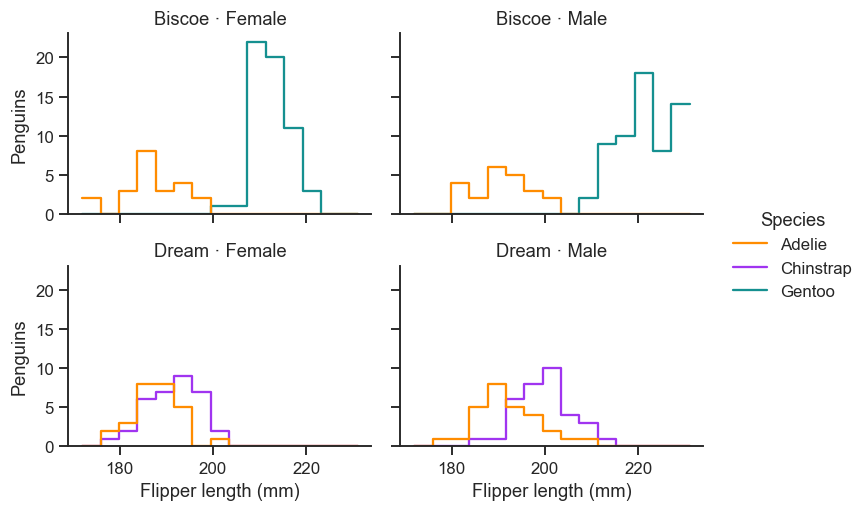 Biscoe · Female
Biscoe · Male
20
15
10
5
0
Penguins
Species
Adelie
Chinstrap
Gentoo
Dream · Female
Dream · Male
20
15
10
5
0
Penguins
180
200
220
180
200
220
Flipper length (mm)
Flipper length (mm)